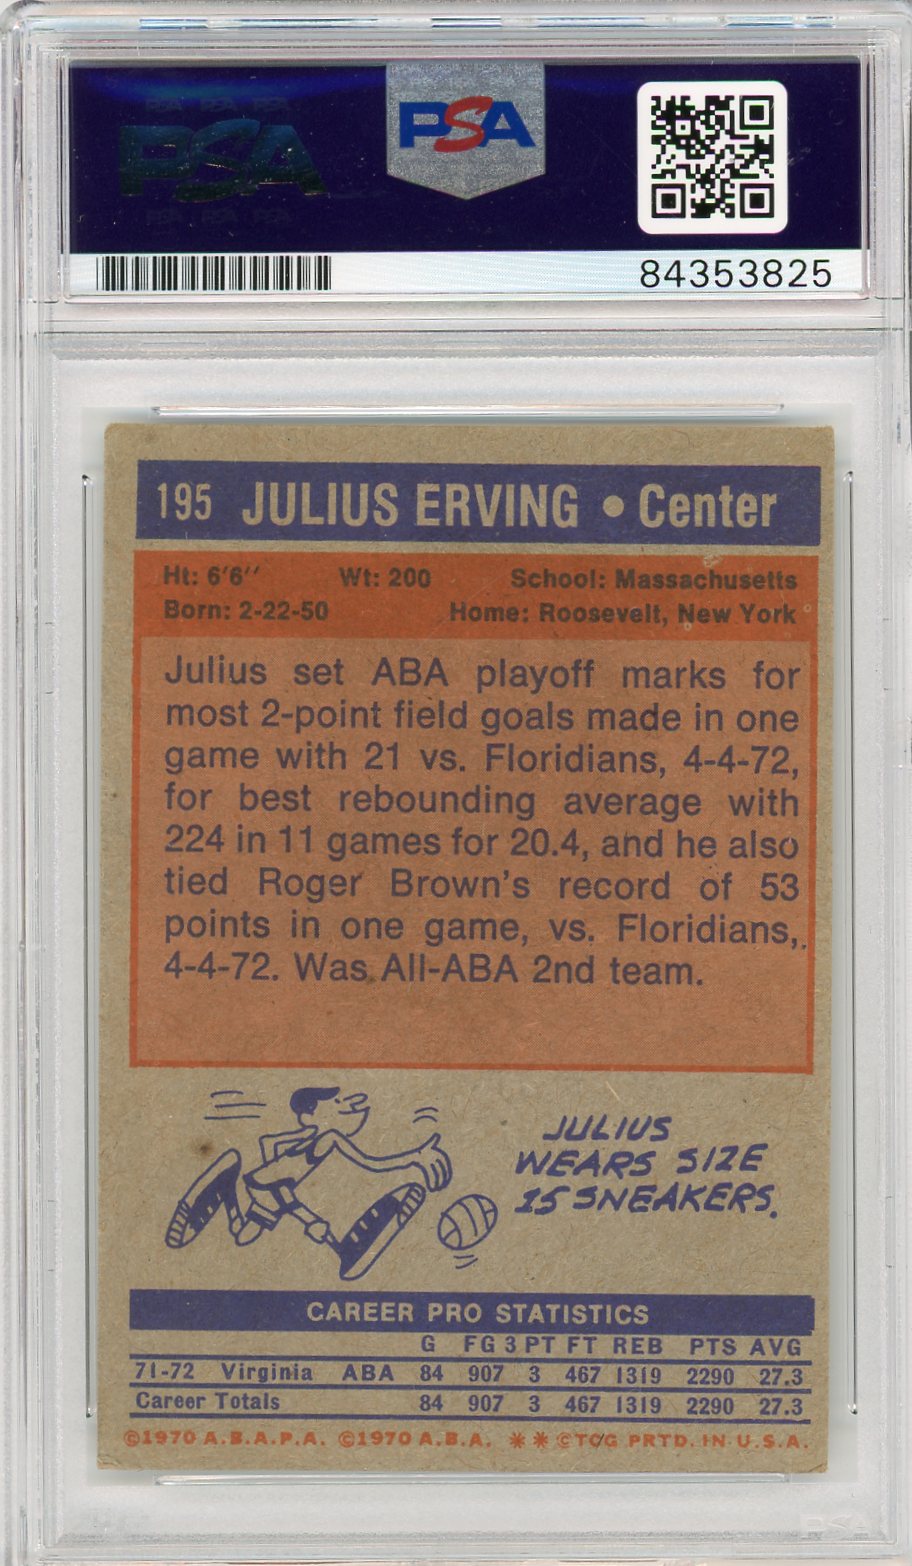 PSA PSA PSA
PSA
PSA PSA PSA
PSA
84353825
195 JULIUS ERVING • Center
Ht: 6'6" Wt: 200 School: Massachusetts
Born: 2-22-50 Home: Roosevelt, New York
Julius set ABA playoff marks for
most 2-point field goals made in one
game with 21 vs. Floridians, 4-4-72,
for best rebounding average with
224 in 11 games for 20.4, and he also
tied Roger Brown's record of 53
points in one game, vs. Floridians,.
4-4-72. Was All-ABA 2nd team.
JULIUS
WEARS SIZE
15 SNEAKERS.
CAREER PRO STATISTICS
G FG 3 PT FT REB PTS AVG
71-72 Virginia ABA 84 907 3 467 1319 2290 27.3
Career Totals 84 907 3 467 1319 2290 27.3
©1970 A.B.A.P.A. ©1970 A.B.A. ** ©TCG PRTD. IN U.S.A.